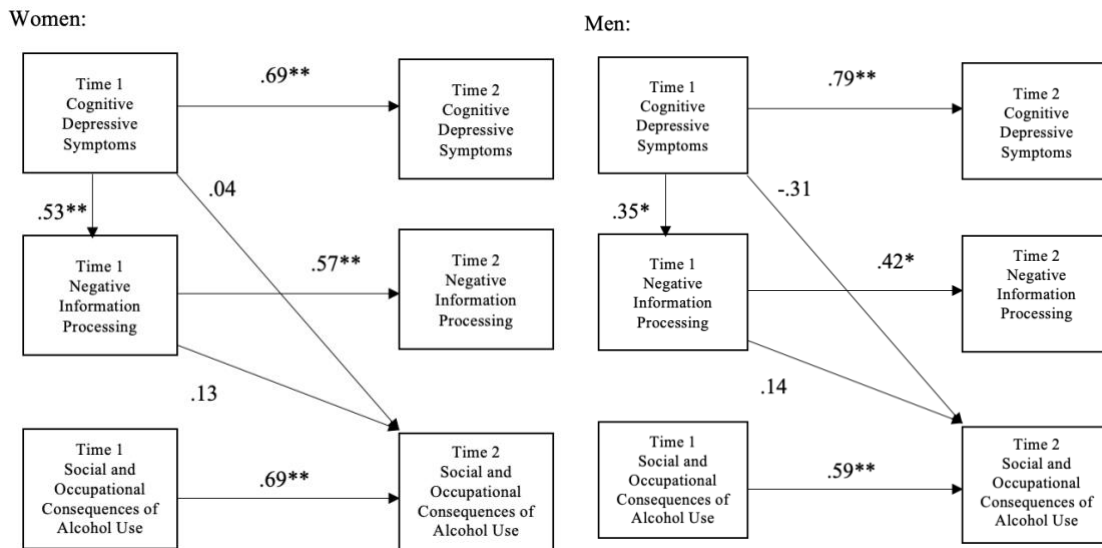 Women:
Time 1
Cognitive
Depressive
Symptoms
.69**
Time 2
Cognitive
Depressive
Symptoms
.53**
.04
Time 1
Negative
Information
Processing
.57**
Time 2
Negative
Information
Processing
.13
Time 1
Social and
Occupational
Consequences of
Alcohol Use
.69**
Time 2
Social and
Occupational
Consequences of
Alcohol Use
Men:
Time 1
Cognitive
Depressive
Symptoms
.79**
Time 2
Cognitive
Depressive
Symptoms
.35*
-.31
Time 1
Negative
Information
Processing
.42*
Time 2
Negative
Information
Processing
.14
Time 1
Social and
Occupational
Consequences of
Alcohol Use
.59**
Time 2
Social and
Occupational
Consequences of
Alcohol Use